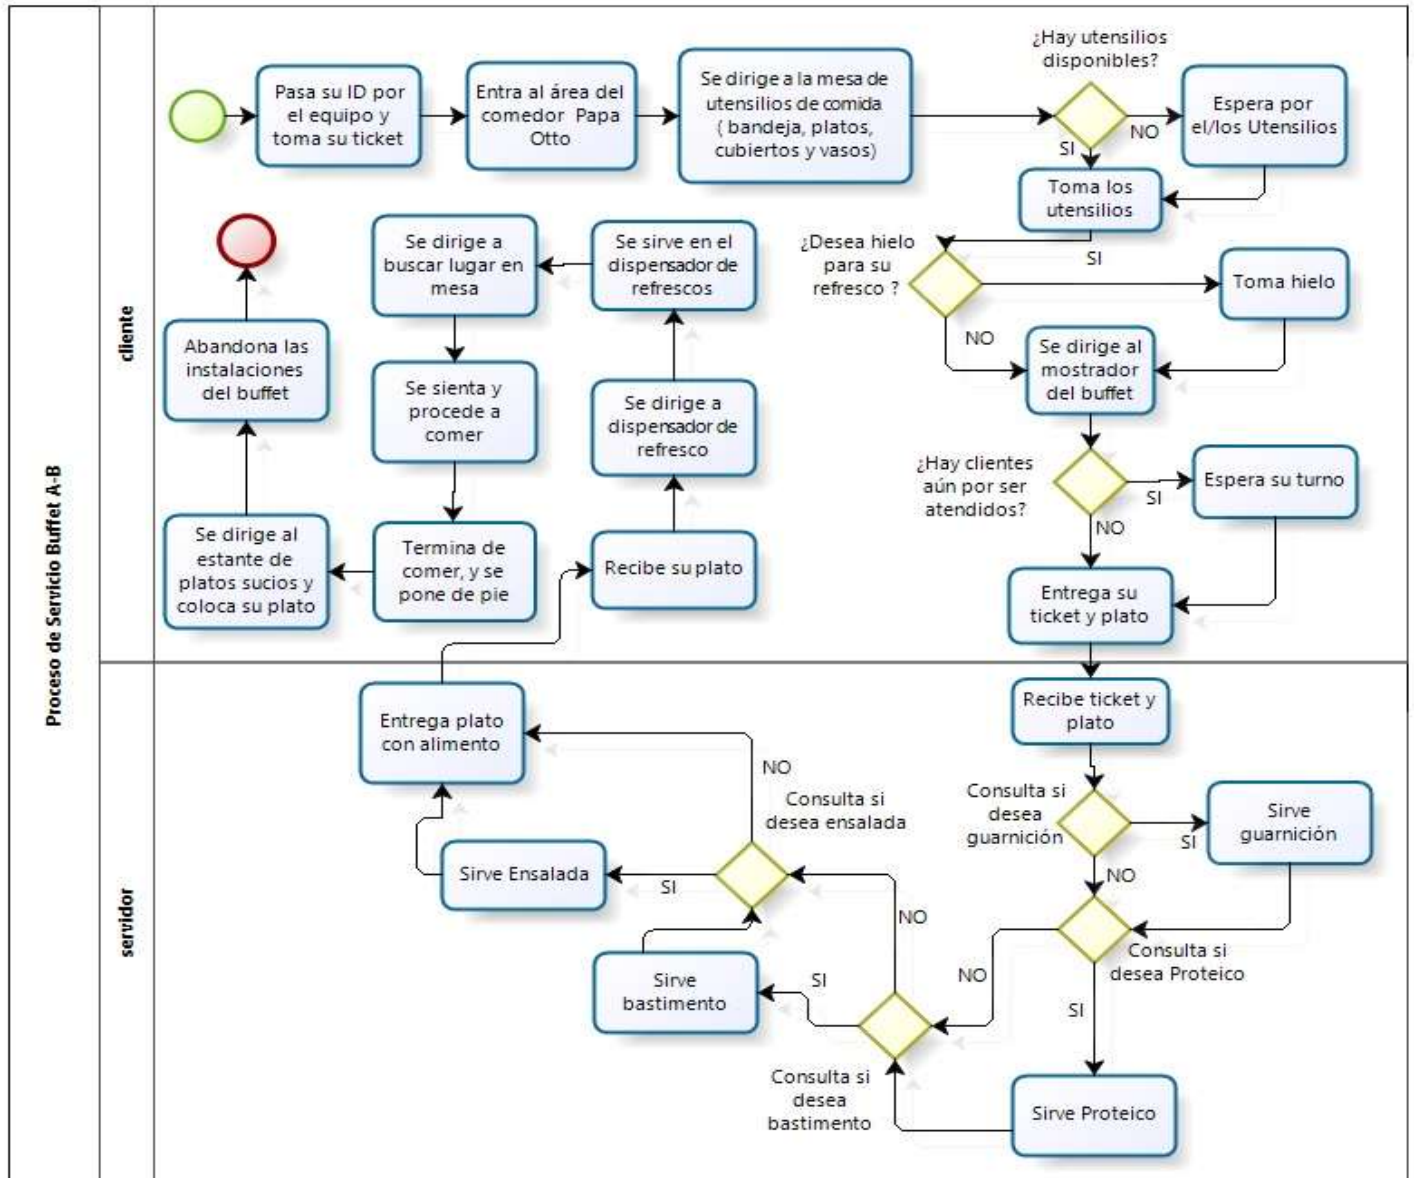 Proceso de Servicio Buffet A-B
cliente
Pasa su ID por
el equipo y
toma su ticket
Entra al área del
comedor Papa
Otto
Se dirige a la mesa de
utensilios de comida
( bandeja, platos,
cubiertos y vasos)
¿Hay utensilios
disponibles?
NO
SI
Espera por
el/los Utensilios
Toma los
utensilios
¿Desea hielo
para su
refresco ?
SI
NO
Toma hielo
Se dirige al
mostrador
del buffet
¿Hay clientes
aún por ser
atendidos?
SI
NO
Espera su turno
Entrega su
ticket y plato
Se dirige a
buscar lugar en
mesa
Se sirve en el
dispensador de
refrescos
Abandona las
instalaciones
del buffet
Se sienta y
procede a
comer
Se dirige a
dispensador de
refresco
Se dirige al
estante de
platos sucios y
coloca su plato
Termina de
comer, y se
pone de pie
Recibe su plato
servidor
Recibe ticket y
plato
Entrega plato
con alimento
NO
Consulta si
desea ensalada
Consulta si
desea
guarnición
SI
NO
Sirve
guarnición
Sirve Ensalada
SI
NO
Consulta si
desea Proteico
NO
SI
Sirve
bastimento
SI
Consulta si
desea
bastimento
Sirve Proteico